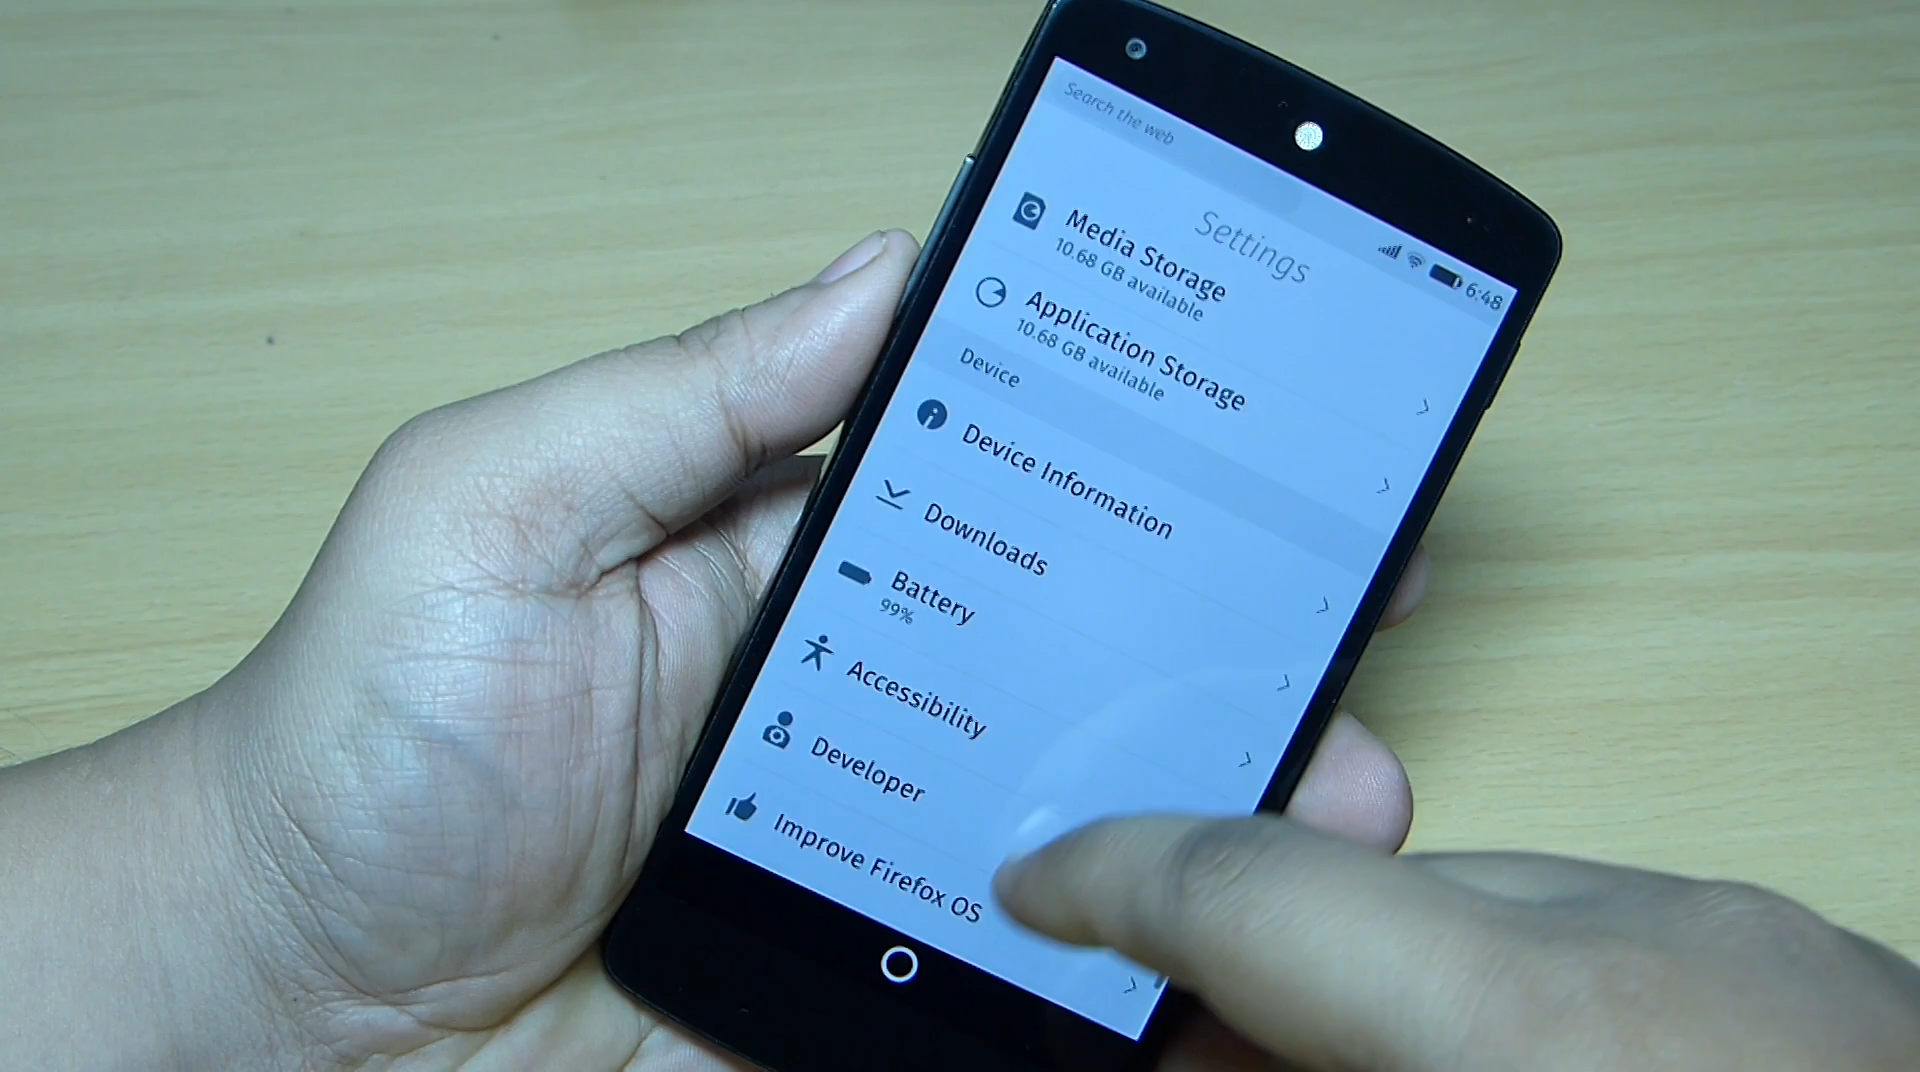 Search the web
6:48
Settings
Media Storage
10.68 GB available
Application Storage
10.68 GB available
Device
Device Information
Downloads
Battery
99%
Accessibility
Developer
Improve Firefox OS